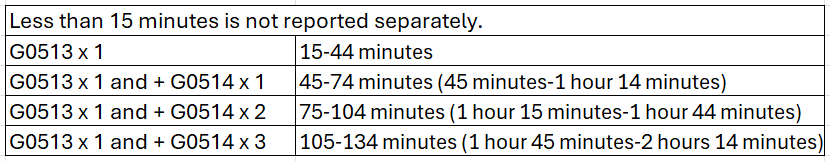 Less than 15 minutes is not reported separately.
G0513 x 1 15-44 minutes
G0513 x 1 and + G0514 x 1 45-74 minutes (45 minutes-1 hour 14 minutes)
G0513 x 1 and + G0514 x 2 75-104 minutes (1 hour 15 minutes-1 hour 44 minutes)
G0513 x 1 and + G0514 x 3 105-134 minutes (1 hour 45 minutes-2 hours 14 minutes)